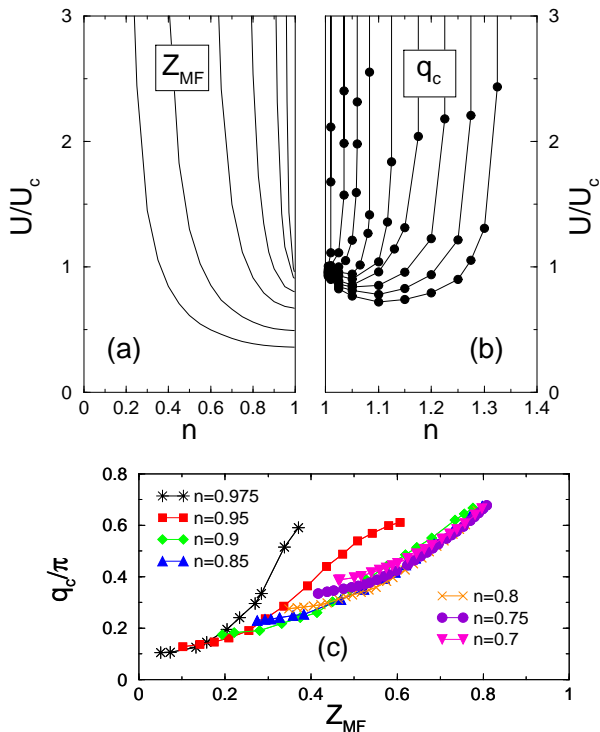 3
Z_MF
2
U/U_c
1
(a)
0
0 0.2 0.4 0.6 0.8 1
n
3
q_c
2
U/U_c
1
(b)
0
1 1.1 1.2 1.3 1.4
n
0.8
n=0.975
n=0.95
0.6
n=0.9
n=0.85
q_c/π
0.4
n=0.8
n=0.75
n=0.7
0.2
(c)
0.0
0 0.2 0.4 0.6 0.8 1
Z_MF